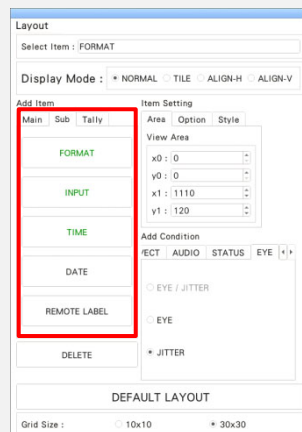 Layout
Select Item : FORMAT
Display Mode : NORMAL TILE ALIGN-H ALIGN-V
Add Item
Main Sub Tally
FORMAT
INPUT
TIME
DATE
REMOTE LABEL
DELETE
Item Setting
Area Option Style
View Area
x0 : 0
y0 : 0
x1 : 1110
y1 : 120
Add Condition
AUDIO STATUS EYE
EYE / JITTER
EYE
JITTER
DEFAULT LAYOUT
Grid Size : 10x10 30x30